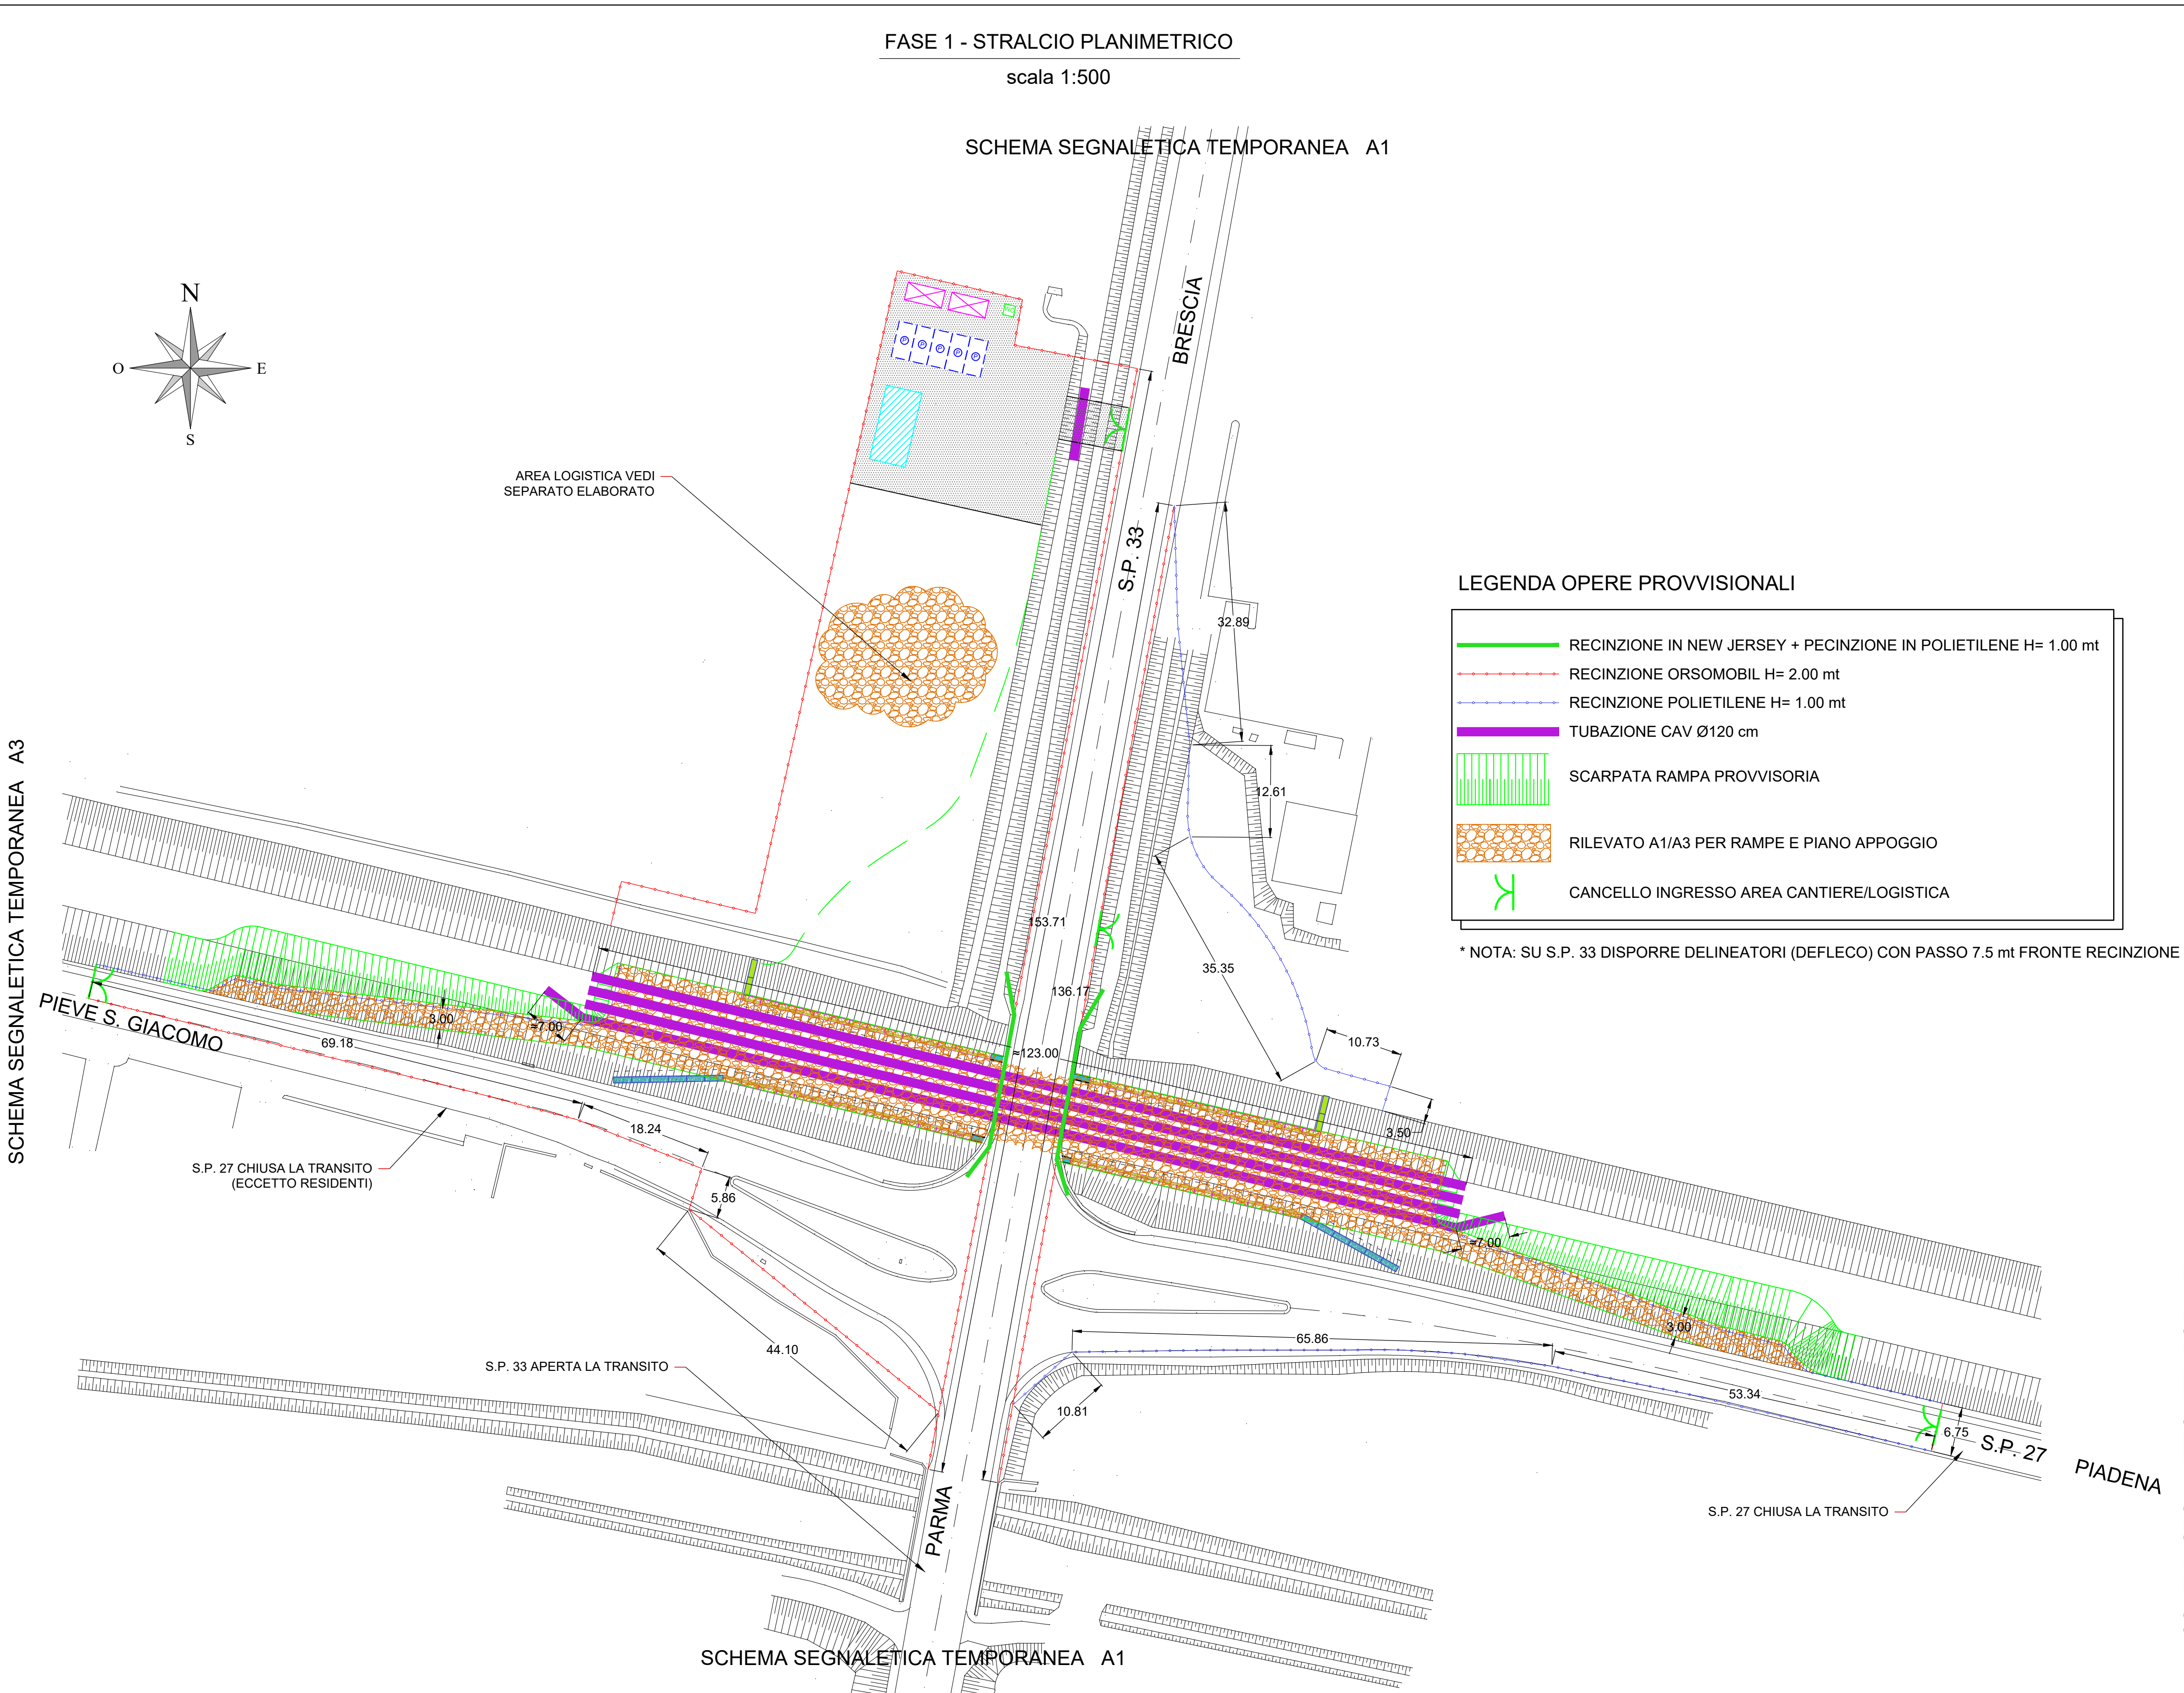 FASE 1 - STRALCIO PLANIMETRICO
scala 1:500
SCHEMA SEGNALETICA TEMPORANEA A1
N
O
E
S
BRESCIA
P
P
P
P
P
AREA LOGISTICA VEDI
SEPARATO ELABORATO
S.P. 33
32.89
12.61
LEGENDA OPERE PROVVISIONALI
RECINZIONE IN NEW JERSEY + PECINZIONE IN POLIETILENE H= 1.00 mt
RECINZIONE ORSOMOBIL H= 2.00 mt
RECINZIONE POLIETILENE H= 1.00 mt
TUBAZIONE CAV Ø120 cm
SCARPATA RAMPA PROVVISORIA
RILEVATO A1/A3 PER RAMPE E PIANO APPOGGIO
CANCELLO INGRESSO AREA CANTIERE/LOGISTICA
* NOTA: SU S.P. 33 DISPORRE DELINEATORI (DEFLECO) CON PASSO 7.5 mt FRONTE RECINZIONE
SCHEMA SEGNALETICA TEMPORANEA A3
153.71
35.35
136.17
PIEVE S. GIACOMO
3.00
≈7.00
69.18
≈123.00
10.73
18.24
3.50
S.P. 27 CHIUSA LA TRANSITO
(ECCETTO RESIDENTI)
5.86
≈7.00
44.10
65.86
3.00
S.P. 33 APERTA LA TRANSITO
10.81
53.34
6.75
S.P. 27
PIADENA
PARMA
S.P. 27 CHIUSA LA TRANSITO
SCHEMA SEGNALETICA TEMPORANEA A1